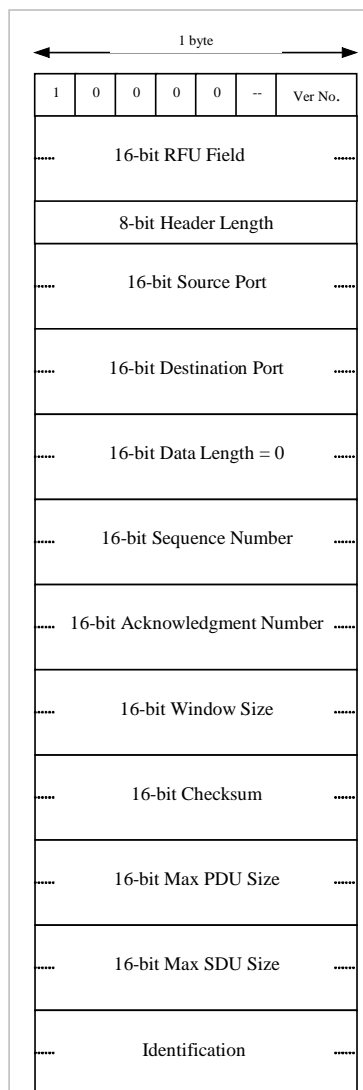 1 byte
1 0 0 0 0 -- Ver No.
16-bit RFU Field
8-bit Header Length
16-bit Source Port
16-bit Destination Port
16-bit Data Length = 0
16-bit Sequence Number
16-bit Acknowledgment Number
16-bit Window Size
16-bit Checksum
16-bit Max PDU Size
16-bit Max SDU Size
Identification